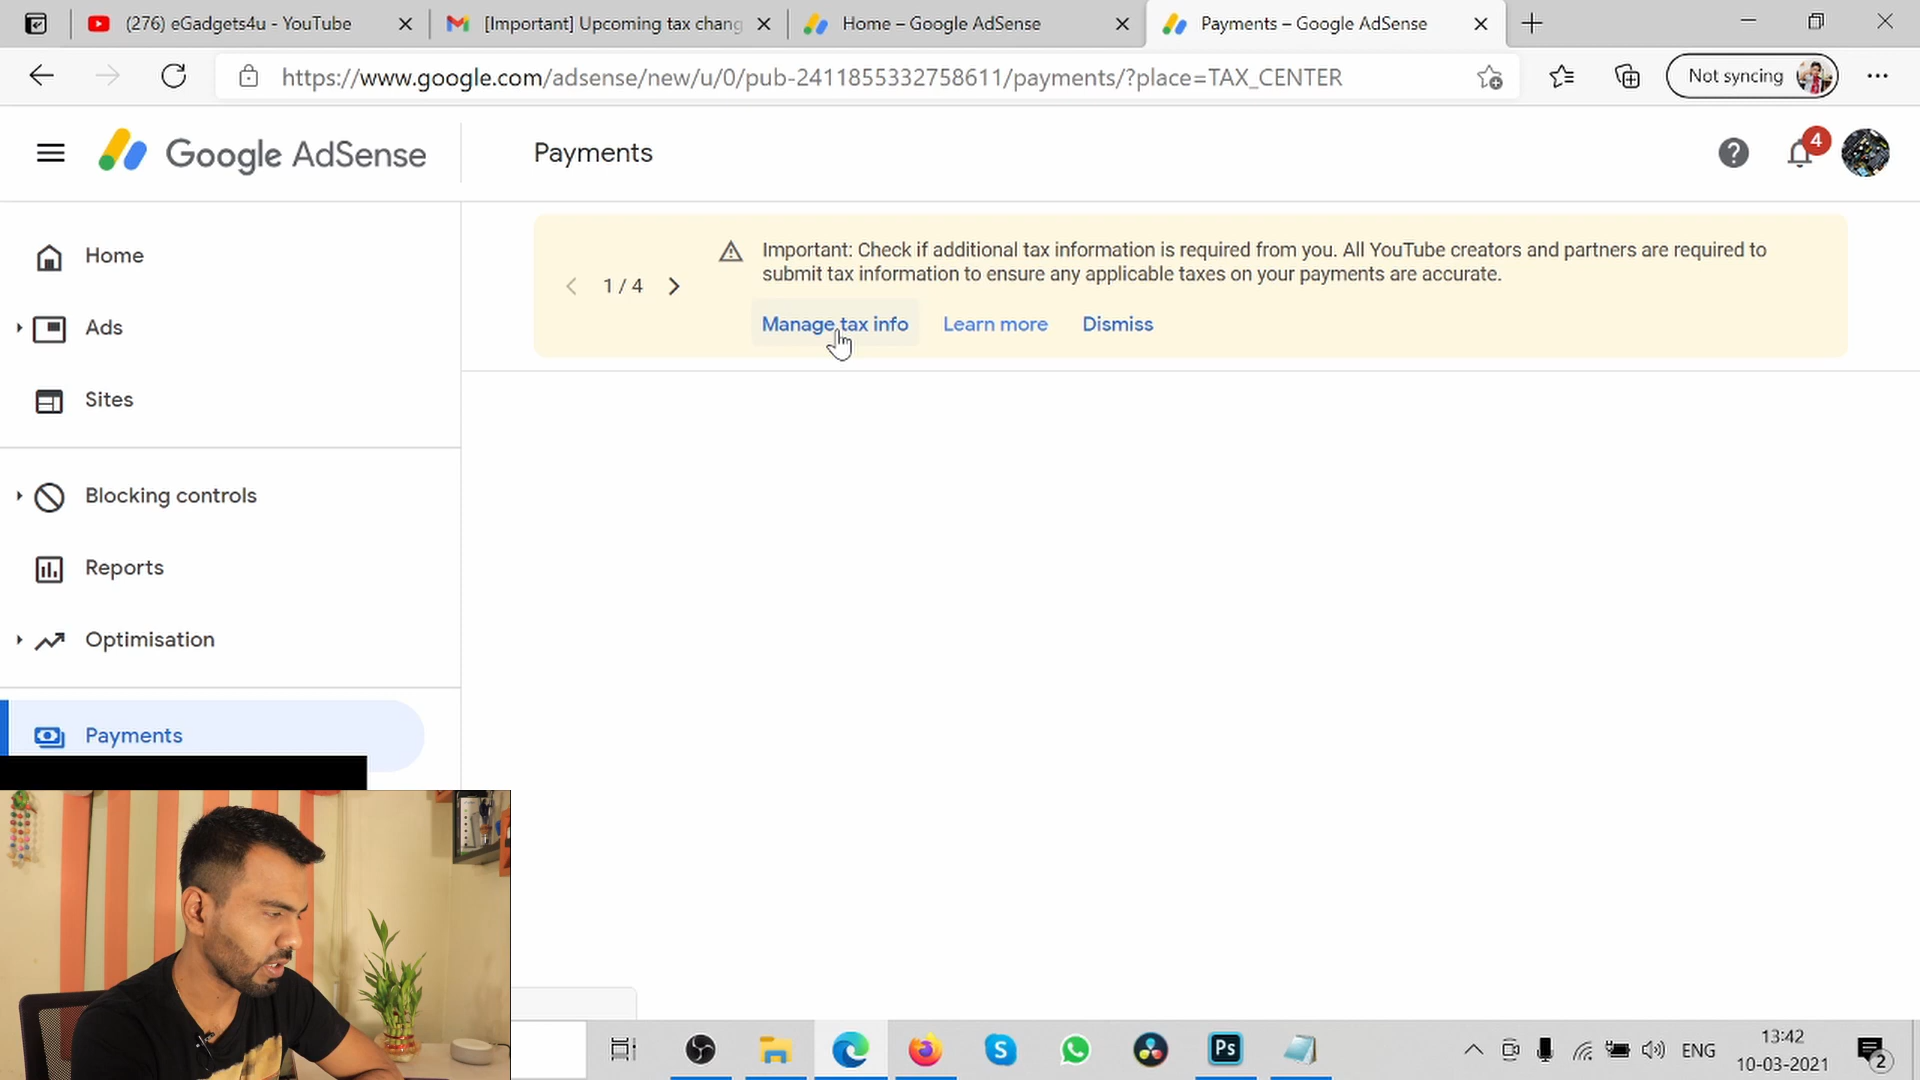 (276) eGadgets4u - YouTube
[Important] Upcoming tax chang
Home – Google AdSense
Payments – Google AdSense
https://www.google.com/adsense/new/u/0/pub-2411855332758611/payments/?place=TAX_CENTER
Not syncing
Google AdSense
Payments
4
Home
Ads
Sites
Blocking controls
Reports
Optimisation
Payments
1 / 4
Important: Check if additional tax information is required from you. All YouTube creators and partners are required to
submit tax information to ensure any applicable taxes on your payments are accurate.
Manage tax info
Learn more
Dismiss
Ps
ENG
13:42
10-03-2021
2